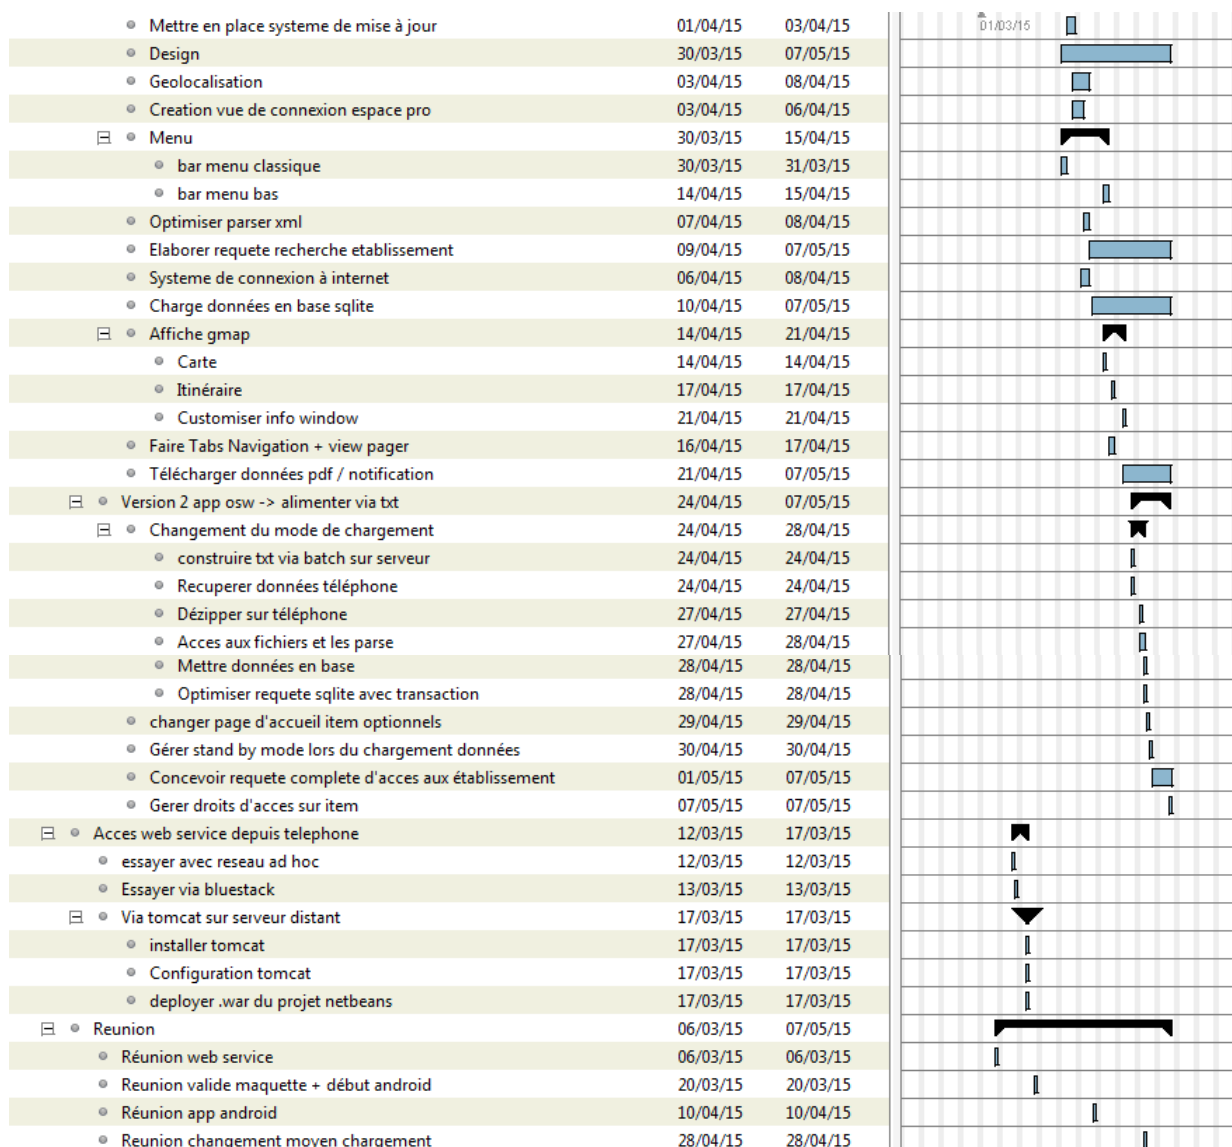 Mettre en place systeme de mise à jour 01/04/15 03/04/15 01/03/15
Design 30/03/15 07/05/15
Geolocalisation 03/04/15 08/04/15
Creation vue de connexion espace pro 03/04/15 06/04/15
Menu 30/03/15 15/04/15
bar menu classique 30/03/15 31/03/15
bar menu bas 14/04/15 15/04/15
Optimiser parser xml 07/04/15 08/04/15
Elaborer requete recherche etablissement 09/04/15 07/05/15
Systeme de connexion à internet 06/04/15 08/04/15
Charge données en base sqlite 10/04/15 07/05/15
Affiche gmap 14/04/15 21/04/15
Carte 14/04/15 14/04/15
Itinéraire 17/04/15 17/04/15
Customiser info window 21/04/15 21/04/15
Faire Tabs Navigation + view pager 16/04/15 17/04/15
Télécharger données pdf / notification 21/04/15 07/05/15
Version 2 app osw -> alimenter via txt 24/04/15 07/05/15
Changement du mode de chargement 24/04/15 28/04/15
construire txt via batch sur serveur 24/04/15 24/04/15
Recuperer données téléphone 24/04/15 24/04/15
Dézipper sur téléphone 27/04/15 27/04/15
Acces aux fichiers et les parse 27/04/15 28/04/15
Mettre données en base 28/04/15 28/04/15
Optimiser requete sqlite avec transaction 28/04/15 28/04/15
changer page d'accueil item optionnels 29/04/15 29/04/15
Gérer stand by mode lors du chargement données 30/04/15 30/04/15
Concevoir requete complete d'acces aux établissement 01/05/15 07/05/15
Gerer droits d'acces sur item 07/05/15 07/05/15
Acces web service depuis telephone 12/03/15 17/03/15
essayer avec reseau ad hoc 12/03/15 12/03/15
Essayer via bluestack 13/03/15 13/03/15
Via tomcat sur serveur distant 17/03/15 17/03/15
installer tomcat 17/03/15 17/03/15
Configuration tomcat 17/03/15 17/03/15
deployer .war du projet netbeans 17/03/15 17/03/15
Reunion 06/03/15 07/05/15
Réunion web service 06/03/15 06/03/15
Reunion valide maquette + début android 20/03/15 20/03/15
Réunion app android 10/04/15 10/04/15
Reunion changement moyen chargement 28/04/15 28/04/15